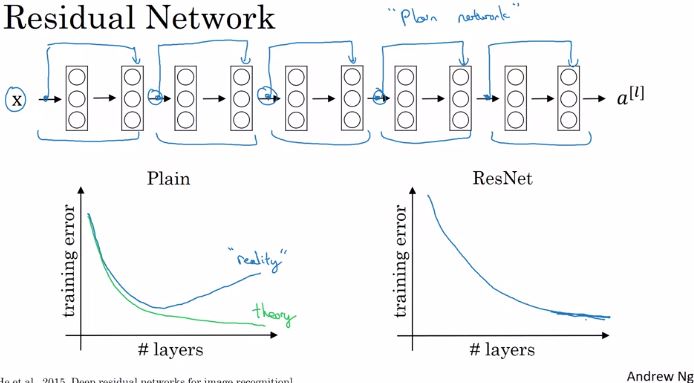 Residual Network
"Plain network"
x
a[l]
Plain
ResNet
training error
"reality"
theory
# layers
training error
# layers
He et al., 2015. Deep residual networks for image recognition]
Andrew Ng